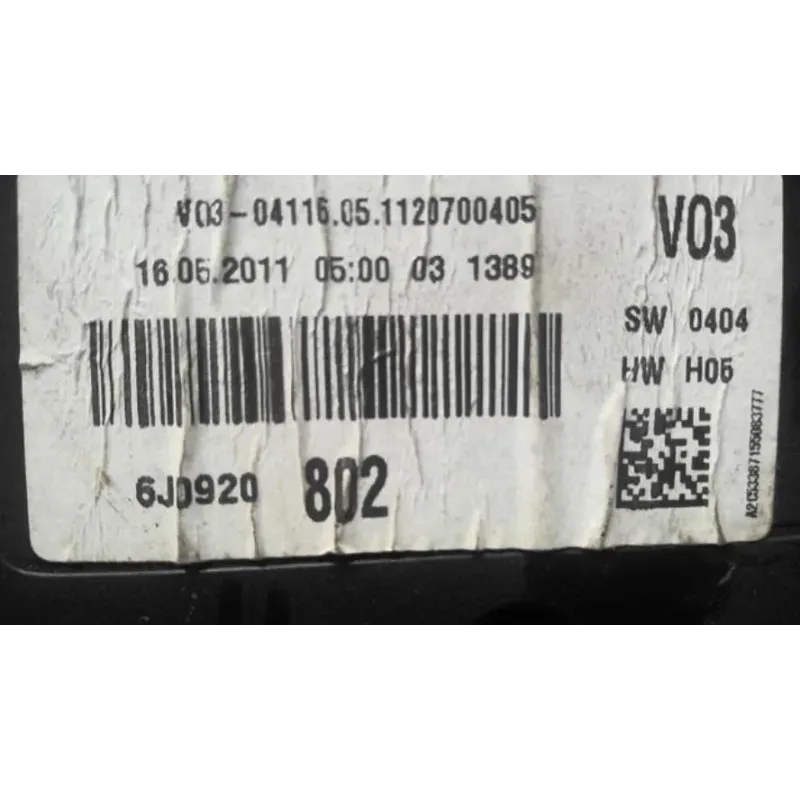 V03-04116.05.1120700405
V03
16.05.2011 05:00 03 1389
SW 0404
HW H05
6J0920 802
A2C53387155083777